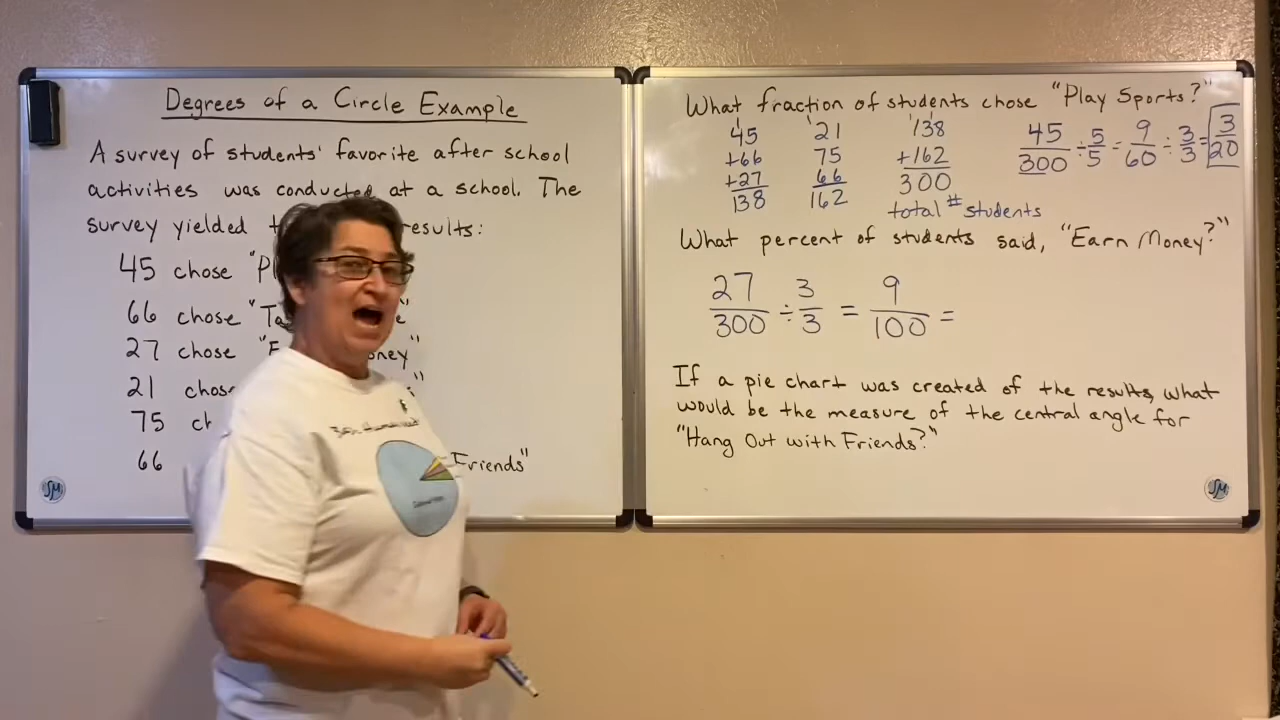 Degrees of a Circle Example
A survey of students' favorite after school
activities was conducted at a school. The
survey yielded results:
45 chose "Pl
66 chose "Ta e"
27 chose "E oney"
21 chose "
75 ch
66 Friends"
SM
What fraction of students chose "Play Sports?"
45 +66 +27 138
21 75 66 162
138 +162 300
total # students
45/300 ÷ 5/5 = 9/60 ÷ 3/3 = 3/20
What percent of students said, "Earn Money?"
27/300 ÷ 3/3 = 9/100 =
If a pie chart was created of the results, what
would be the measure of the central angle for
"Hang Out with Friends?"
SM